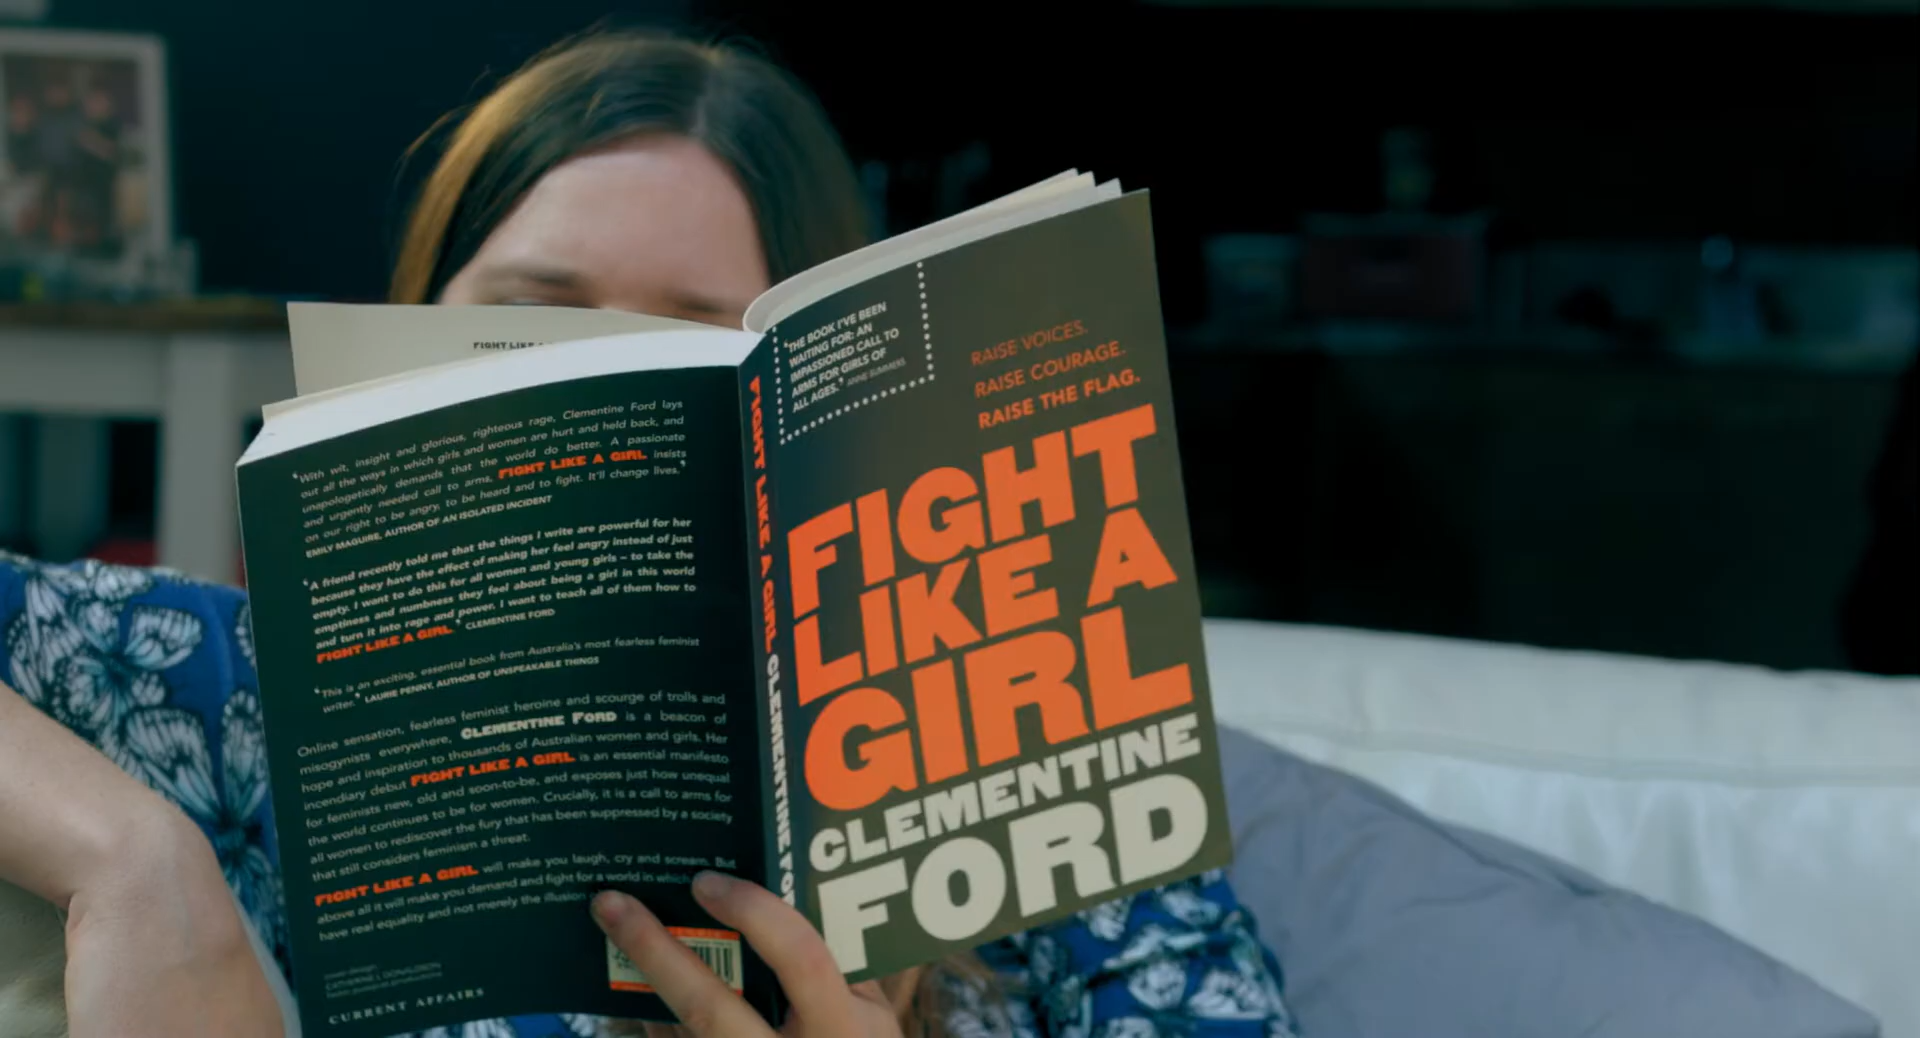 FIGHT LIKE A
'With wit, insight and glorious, righteous rage, Clementine Ford lays
out all the ways in which girls and women are hurt and held back, and
unapologetically demands that the world do better. A passionate
and urgently needed call to arms, FIGHT LIKE A GIRL insists
on our right to be angry, to be heard and to fight. It'll change lives.'
EMILY MAGUIRE, AUTHOR OF AN ISOLATED INCIDENT
'A friend recently told me that the things I write are powerful for her
because they have the effect of making her feel angry instead of just
empty. I want to do this for all women and young girls – to take the
emptiness and numbness they feel about being a girl in this world
and turn it into rage and power. I want to teach all of them how to
FIGHT LIKE A GIRL.' CLEMENTINE FORD
'This is an exciting, essential book from Australia's most fearless feminist
writer.' LAURIE PENNY, AUTHOR OF UNSPEAKABLE THINGS
Online sensation, fearless feminist heroine and scourge of trolls and
misogynists everywhere, CLEMENTINE FORD is a beacon of
hope and inspiration to thousands of Australian women and girls. Her
incendiary debut FIGHT LIKE A GIRL is an essential manifesto
for feminists new, old and soon-to-be, and exposes just how unequal
the world continues to be for women. Crucially, it is a call to arms for
all women to rediscover the fury that has been suppressed by a society
that still considers feminism a threat.
FIGHT LIKE A GIRL will make you laugh, cry and scream. But
above all it will make you demand and fight for a world in which
have real equality and not merely the illusion
cover design:
CATHERINE
CURRENT AFFAIRS
FIGHT LIKE A GIRL CLEMENTINE FO
'THE BOOK I'VE BEEN
WAITING FOR: AN
IMPASSIONED CALL TO
ARMS FOR GIRLS OF
ALL AGES.' ANNE SUMMERS
RAISE VOICES.
RAISE COURAGE.
RAISE THE FLAG.
FIGHT
LIKE A
GIRL
CLEMENTINE
FORD